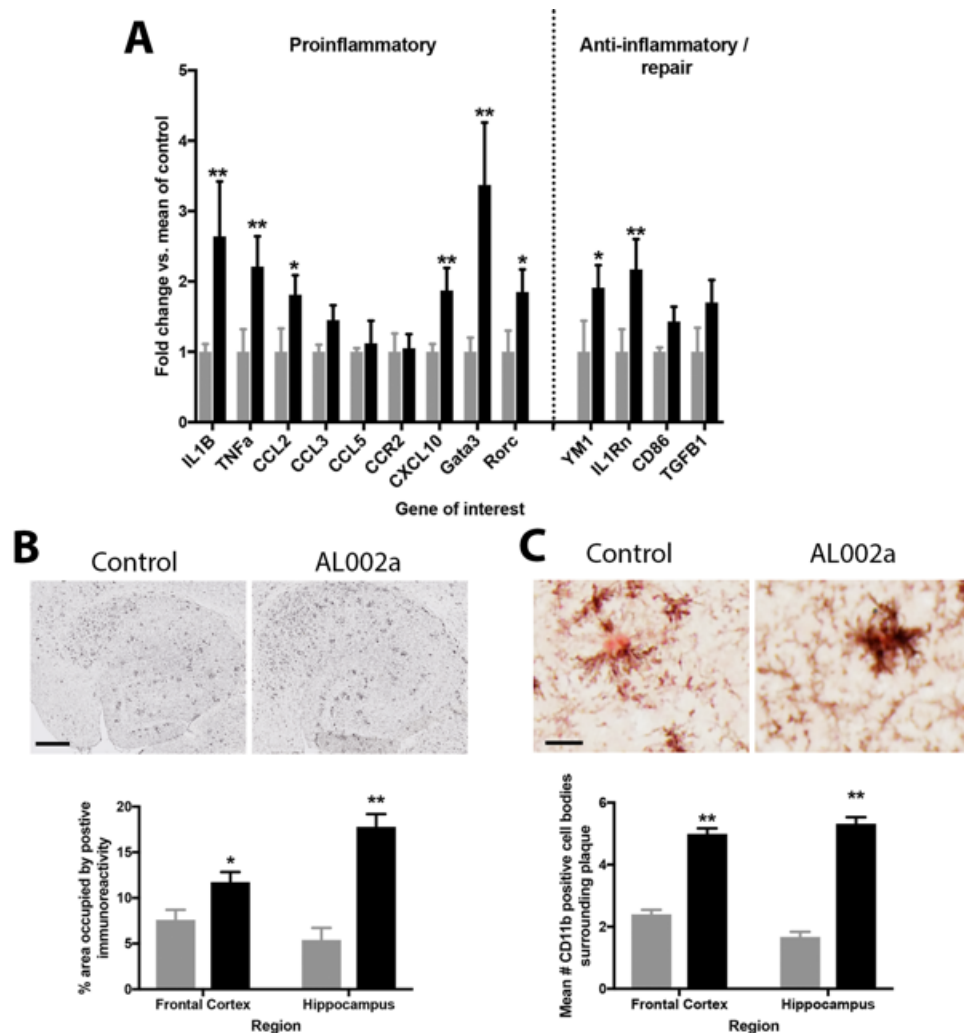 A
Proinflammatory
Anti-inflammatory /
repair
Fold change vs. mean of control
5
4
3
2
1
0
**
**
*
**
**
*
*
**
IL1B
TNFa
CCL2
CCL3
CCL5
CCR2
CXCL10
Gata3
Rorc
YM1
IL1Rn
CD86
TGFB1
Gene of interest
B
Control
AL002a
% area occupied by postive
immunoreactivity
20
15
10
5
0
*
**
Frontal Cortex
Hippocampus
Region
C
Control
AL002a
Mean # CD11b positive cell bodies
surrounding plaque
6
4
2
0
**
**
Frontal Cortex
Hippocampus
Region